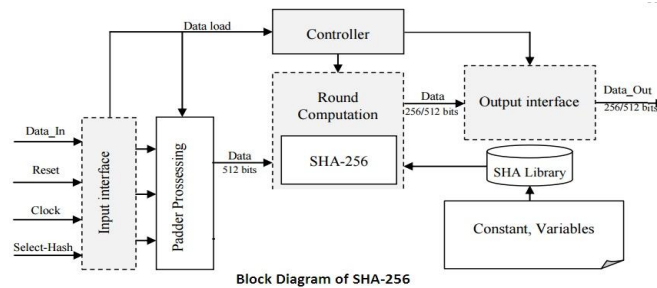 Data load
Controller
Data_In
Reset
Clock
Select-Hash
Input interface
Padder Prossessing
Data
512 bits
Round
Computation
SHA-256
Data
256/512 bits
Output interface
Data_Out
256/512 bits
SHA Library
Constant, Variables
Block Diagram of SHA-256